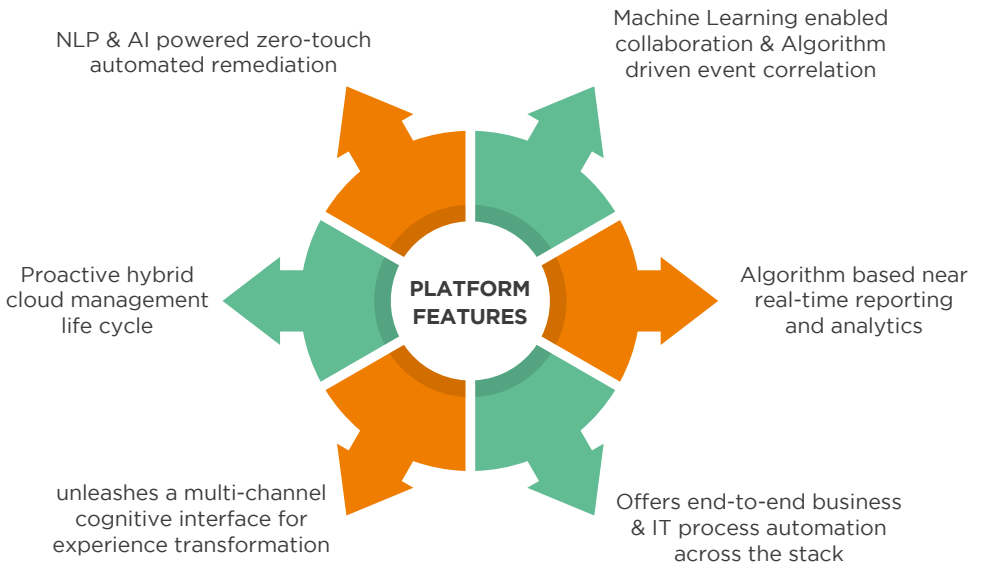 NLP & AI powered zero-touch
automated remediation
Machine Learning enabled
collaboration & Algorithm
driven event correlation
Proactive hybrid
cloud management
life cycle
PLATFORM
FEATURES
Algorithm based near
real-time reporting
and analytics
unleashes a multi-channel
cognitive interface for
experience transformation
Offers end-to-end business
& IT process automation
across the stack